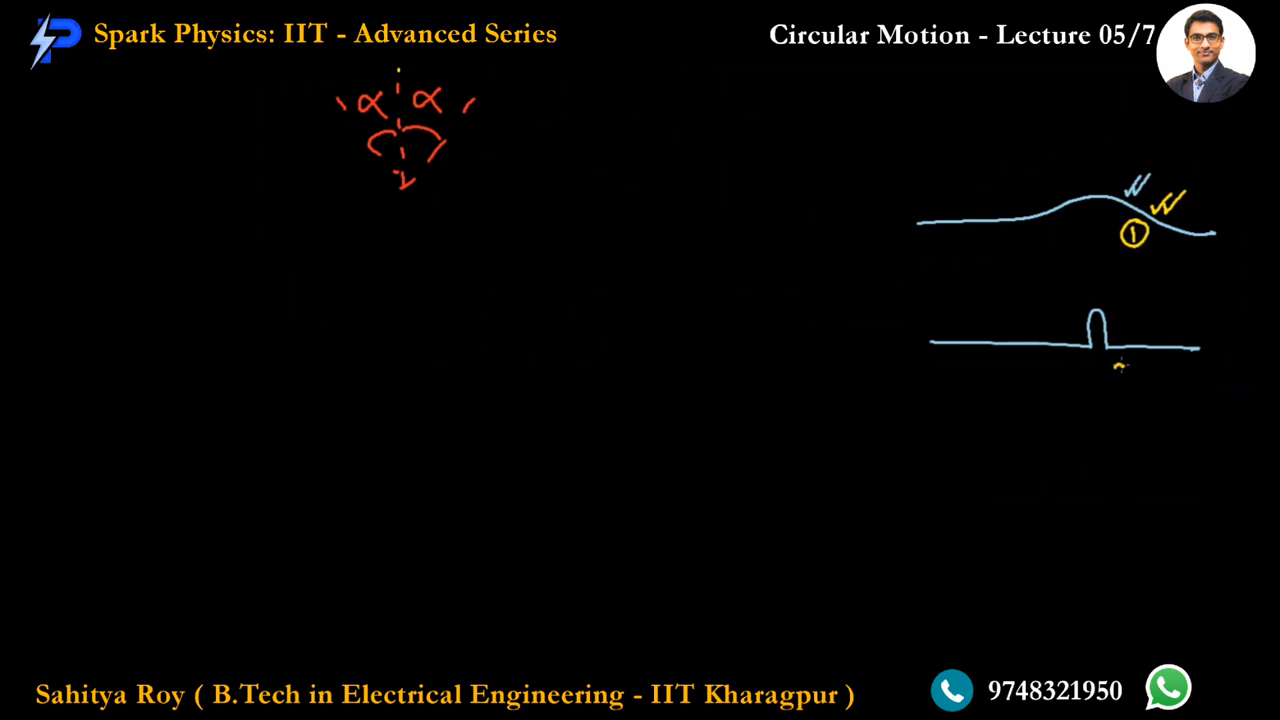 Spark Physics: IIT - Advanced Series
Circular Motion - Lecture 05/7
α α
1
Sahitya Roy ( B.Tech in Electrical Engineering - IIT Kharagpur )
9748321950